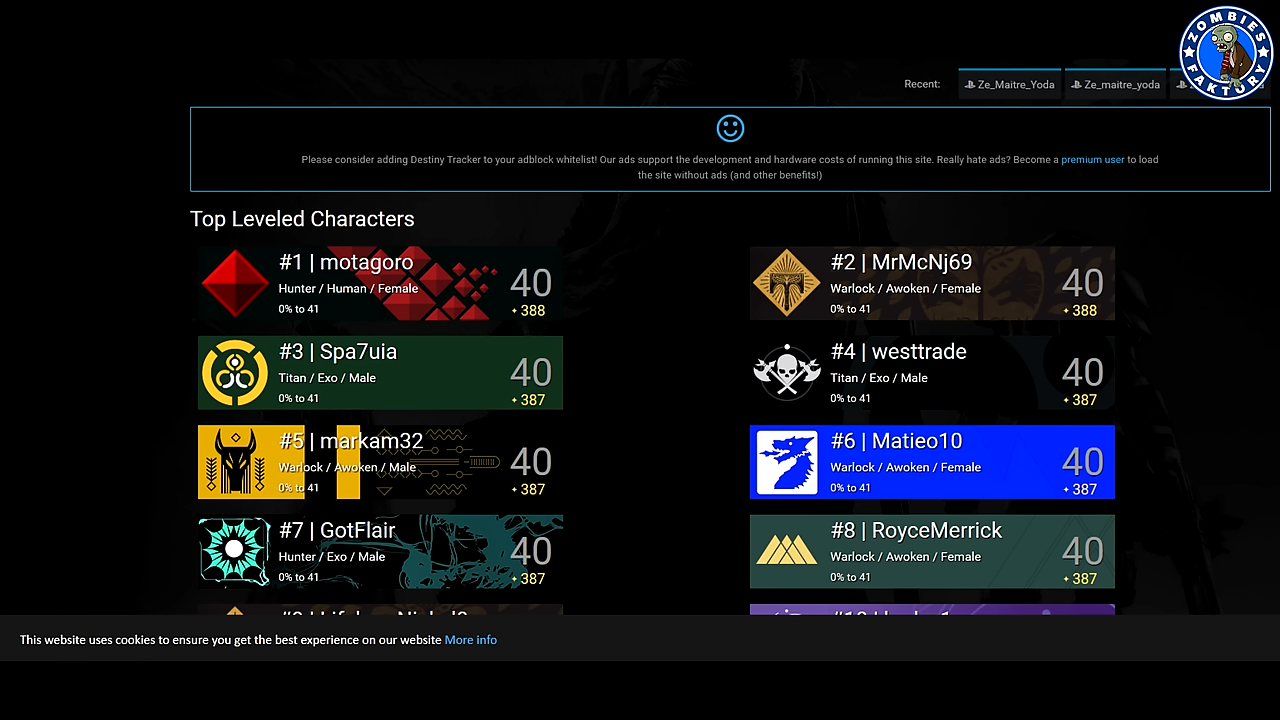 ZOMBIES FAKTORY
Recent: Ze_Maitre_Yoda Ze_maitre_yoda
Please consider adding Destiny Tracker to your adblock whitelist! Our ads support the development and hardware costs of running this site. Really hate ads? Become a premium user to load
the site without ads (and other benefits!)
Top Leveled Characters
#1 | motagoro
Hunter / Human / Female
0% to 41
40
388
#2 | MrMcNj69
Warlock / Awoken / Female
0% to 41
40
388
#3 | Spa7uia
Titan / Exo / Male
0% to 41
40
387
#4 | westtrade
Titan / Exo / Male
0% to 41
40
387
#5 | markam32
Warlock / Awoken / Male
0% to 41
40
387
#6 | Matieo10
Warlock / Awoken / Female
0% to 41
40
387
#7 | GotFlair
Hunter / Exo / Male
0% to 41
40
387
#8 | RoyceMerrick
Warlock / Awoken / Female
0% to 41
40
387
This website uses cookies to ensure you get the best experience on our website More info